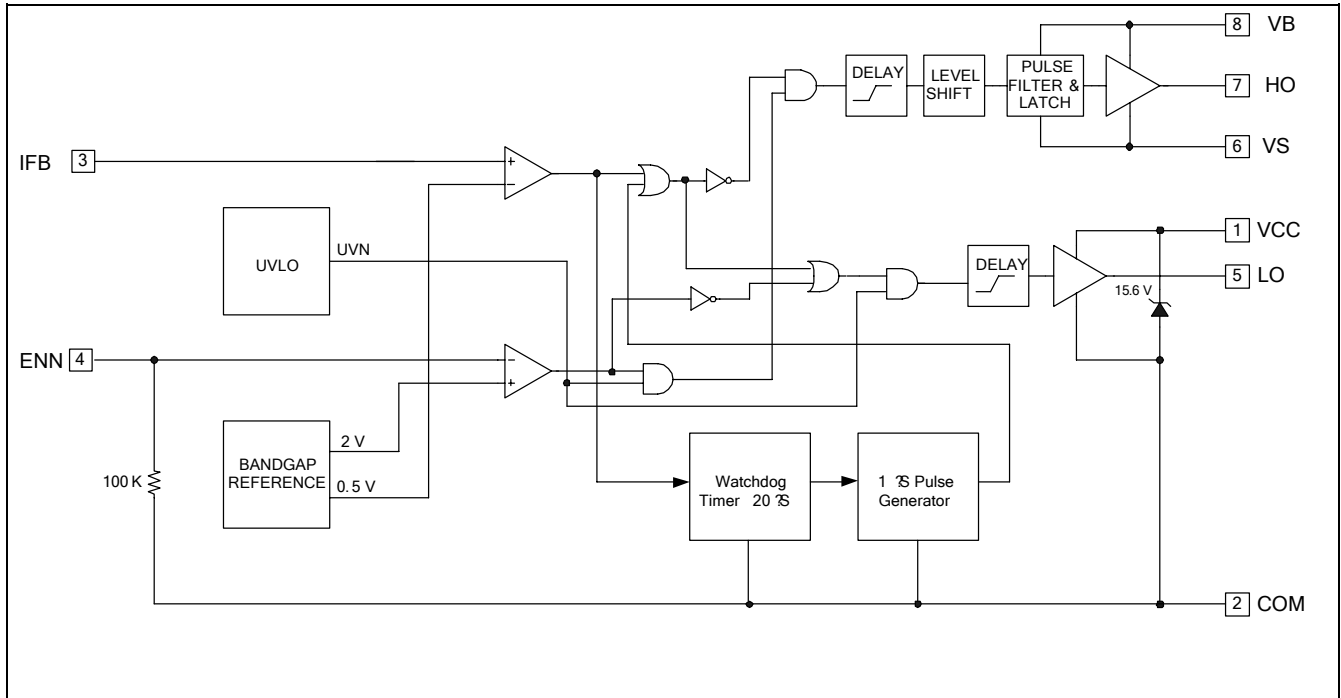 8 VB
DELAY
LEVEL
SHIFT
PULSE
FILTER &
LATCH
7 HO
IFB 3
+
−
6 VS
UVLO
UVN
1 VCC
DELAY
5 LO
15.6 V
ENN 4
−
+
BANDGAP
REFERENCE
2 V
0.5 V
100 K
Watchdog
Timer 20 ?S
1 ?S Pulse
Generator
2 COM